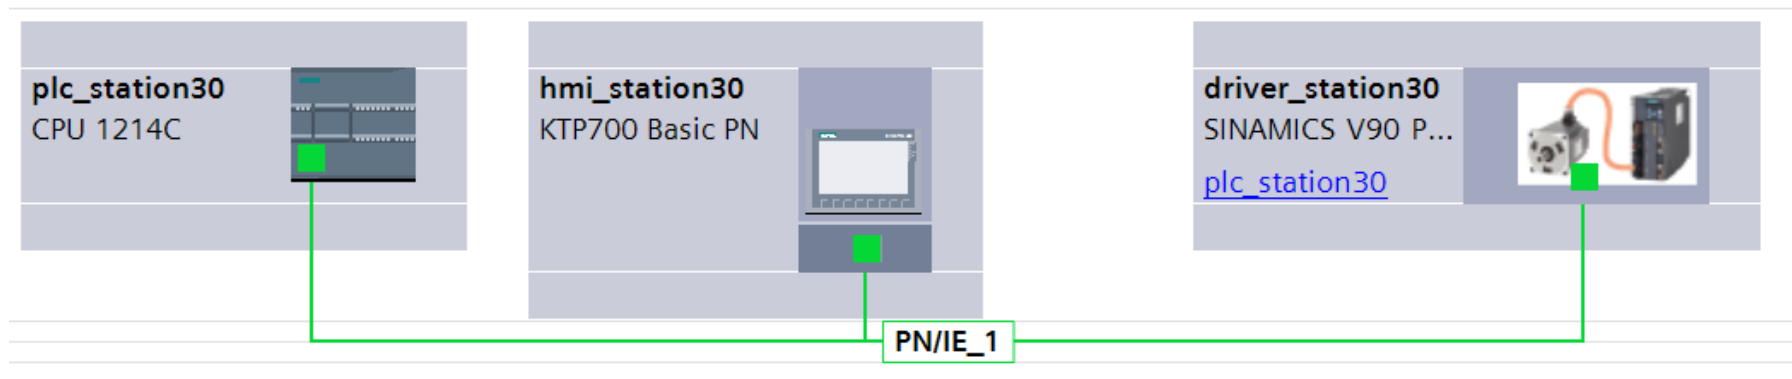 plc_station30
CPU 1214C
hmi_station30
KTP700 Basic PN
driver_station30
SINAMICS V90 P...
plc_station30
PN/IE_1